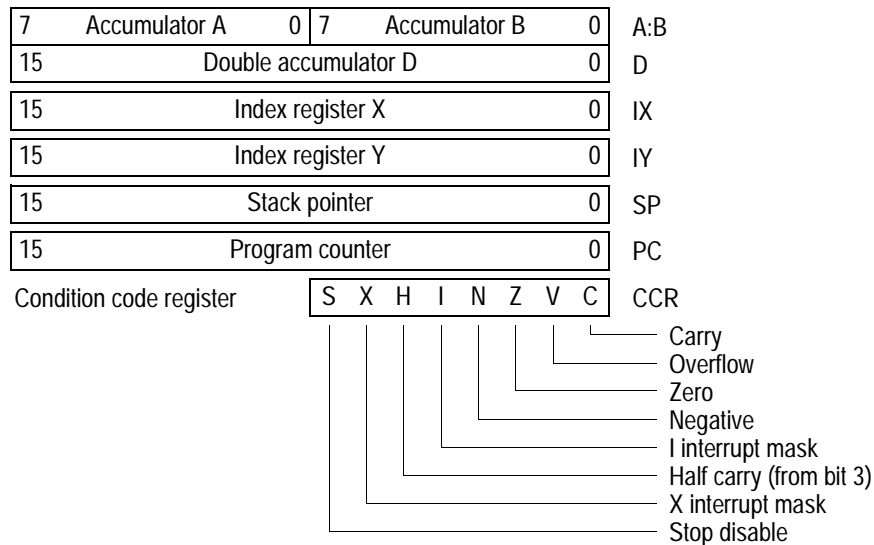 7 Accumulator A 0 7 Accumulator B 0 A:B
15 Double accumulator D 0 D
15 Index register X 0 IX
15 Index register Y 0 IY
15 Stack pointer 0 SP
15 Program counter 0 PC
Condition code register S X H I N Z V C CCR
Carry
Overflow
Zero
Negative
I interrupt mask
Half carry (from bit 3)
X interrupt mask
Stop disable